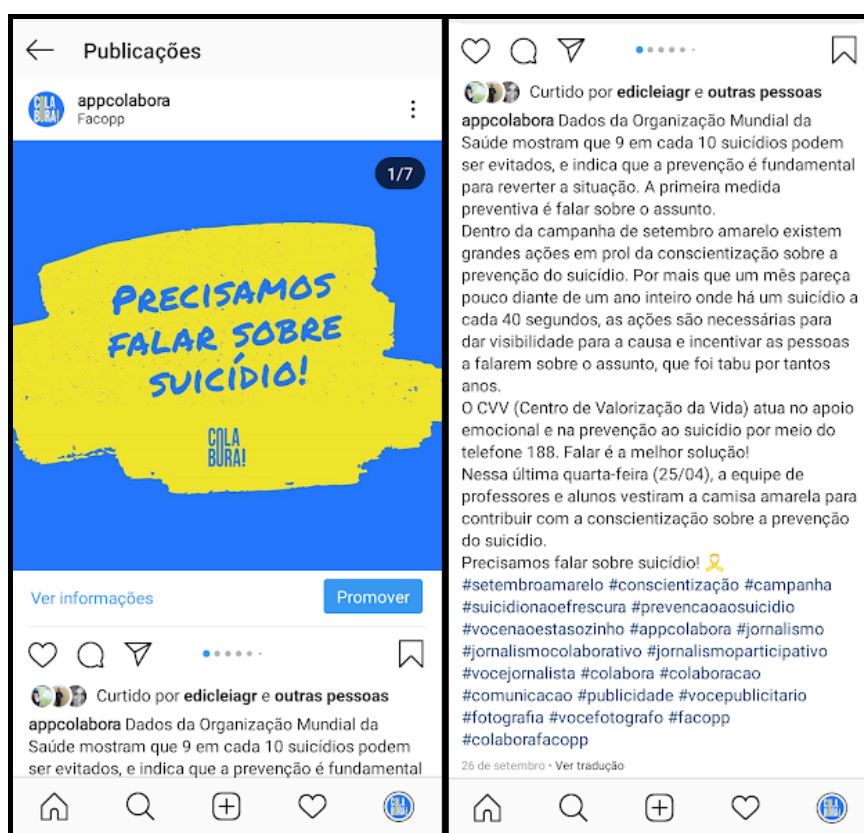 Publicações
appcolabora
Facopp
1/7
PRECISAMOS
FALAR SOBRE
SUICÍDIO!
COLA
BORA!
Ver informações
Promover
Curtido por edicleiagr e outras pessoas
appcolabora Dados da Organização Mundial da
Saúde mostram que 9 em cada 10 suicídios podem
ser evitados, e indica que a prevenção é fundamental
Curtido por edicleiagr e outras pessoas
appcolabora Dados da Organização Mundial da
Saúde mostram que 9 em cada 10 suicídios podem
ser evitados, e indica que a prevenção é fundamental
para reverter a situação. A primeira medida
preventiva é falar sobre o assunto.
Dentro da campanha de setembro amarelo existem
grandes ações em prol da conscientização sobre a
prevenção do suicídio. Por mais que um mês pareça
pouco diante de um ano inteiro onde há um suicídio a
cada 40 segundos, as ações são necessárias para
dar visibilidade para a causa e incentivar as pessoas
a falarem sobre o assunto, que foi tabu por tantos
anos.
O CVV (Centro de Valorização da Vida) atua no apoio
emocional e na prevenção ao suicídio por meio do
telefone 188. Falar é a melhor solução!
Nessa última quarta-feira (25/04), a equipe de
professores e alunos vestiram a camisa amarela para
contribuir com a conscientização sobre a prevenção
do suicídio.
Precisamos falar sobre suicídio! 🎗
#setembroamarelo #conscientização #campanha
#suicidionaoefrescura #prevencaoaosuicidio
#vocenaoestasozinho #appcolabora #jornalismo
#jornalismocolaborativo #jornalismoparticipativo
#vocejornalista #colabora #colaboracao
#comunicacao #publicidade #vocepublicitario
#fotografia #vocefotografo #facopp
#colaborafacopp
26 de setembro • Ver tradução